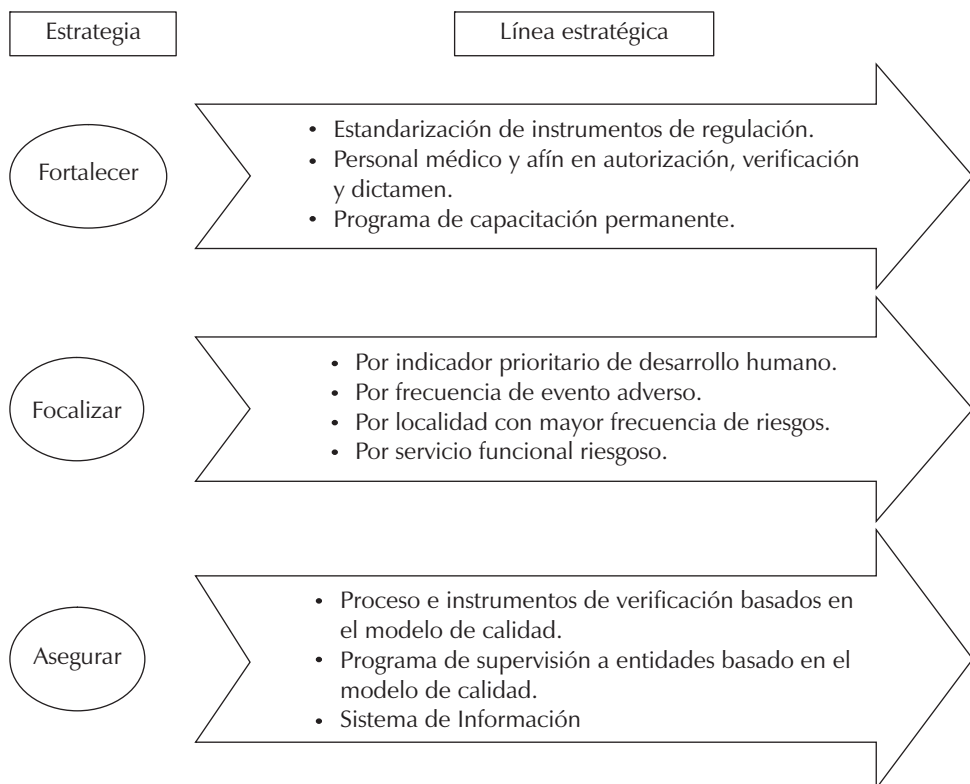 Estrategia
Línea estratégica
Fortalecer
• Estandarización de instrumentos de regulación.
• Personal médico y afín en autorización, verificación
y dictamen.
• Programa de capacitación permanente.
Focalizar
• Por indicador prioritario de desarrollo humano.
• Por frecuencia de evento adverso.
• Por localidad con mayor frecuencia de riesgos.
• Por servicio funcional riesgoso.
Asegurar
• Proceso e instrumentos de verificación basados en
el modelo de calidad.
• Programa de supervisión a entidades basado en el
modelo de calidad.
• Sistema de Información